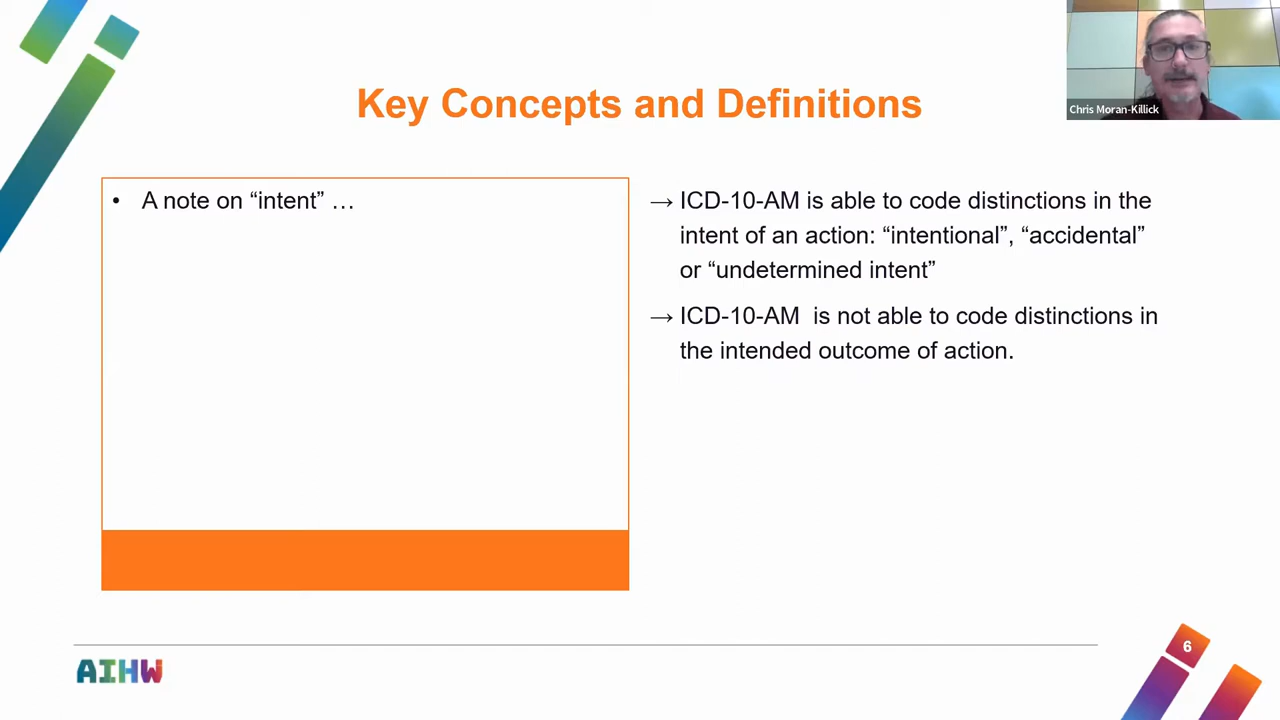 Chris Moran-Killick
Key Concepts and Definitions
• A note on “intent” …
→ ICD-10-AM is able to code distinctions in the
intent of an action: “intentional”, “accidental”
or “undetermined intent”
→ ICD-10-AM  is not able to code distinctions in
the intended outcome of action.
6
AIHW